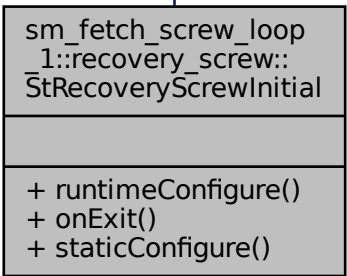 sm_fetch_screw_loop
_1::recovery_screw::
StRecoveryScrewInitial
+ runtimeConfigure()
+ onExit()
+ staticConfigure()